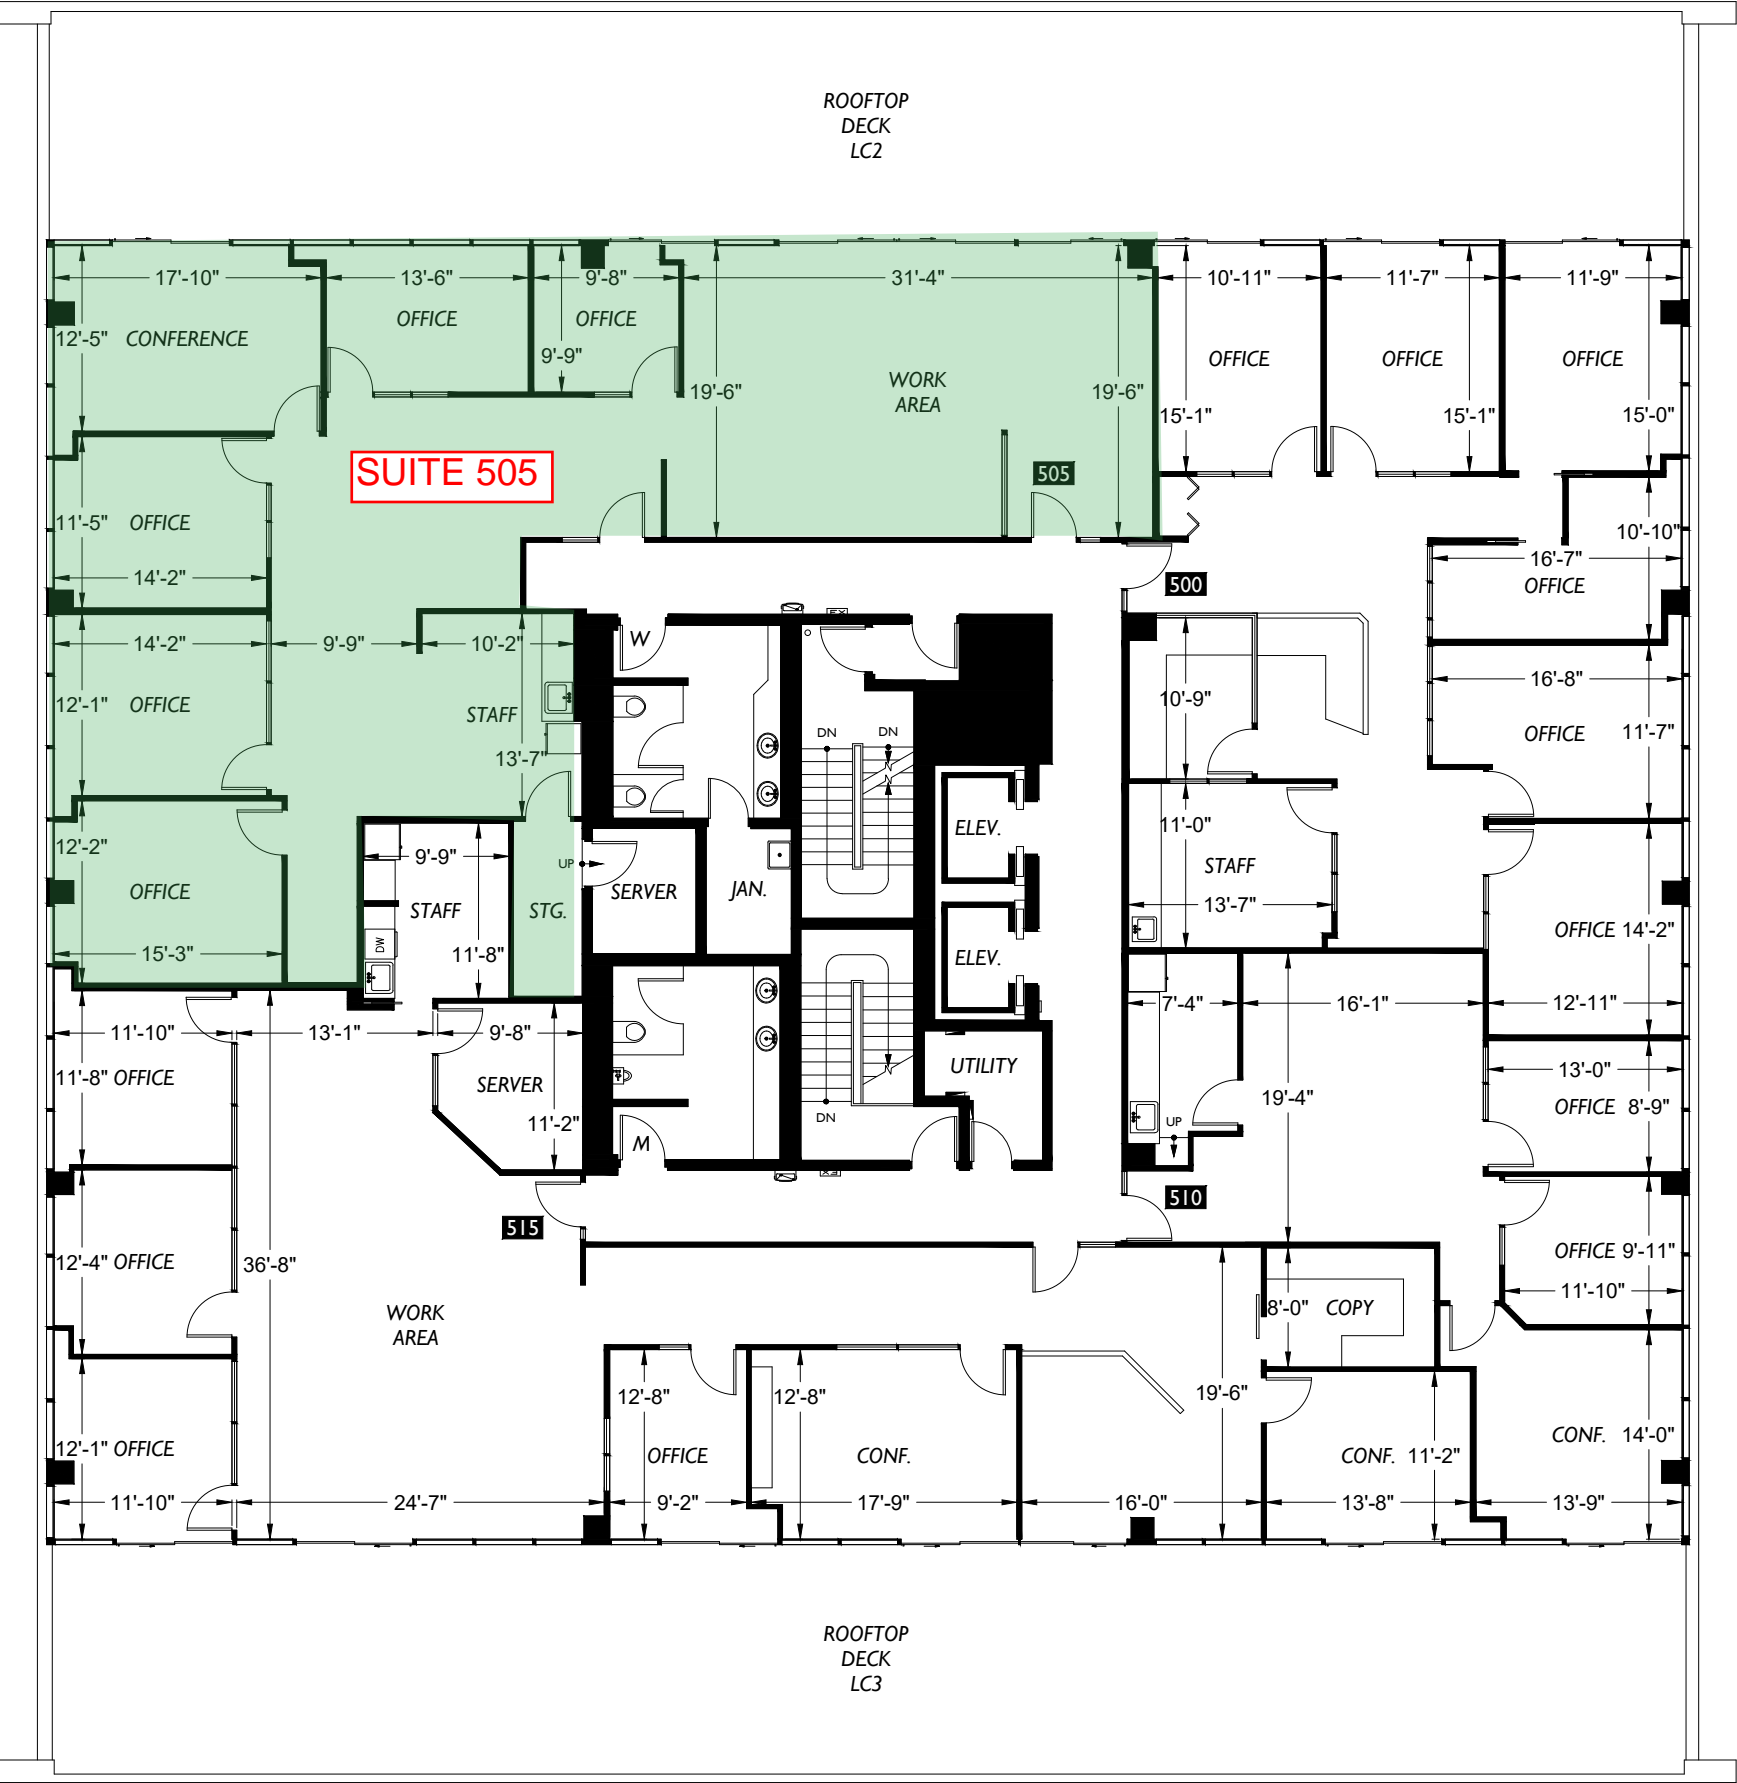 ROOFTOP
DECK
LC2
17'-10"
13'-6"
9'-8"
31'-4"
10'-11"
11'-7"
11'-9"
12'-5"
CONFERENCE
OFFICE
OFFICE
9'-9"
19'-6"
WORK
AREA
19'-6"
OFFICE
OFFICE
OFFICE
15'-1"
15'-1"
15'-0"
SUITE 505
505
11'-5"
OFFICE
14'-2"
10'-10"
16'-7"
OFFICE
500
14'-2"
9'-9"
10'-2"
W
12'-1"
OFFICE
STAFF
13'-7"
DN
DN
10'-9"
16'-8"
OFFICE
11'-7"
12'-2"
OFFICE
15'-3"
9'-9"
STAFF
DW
11'-8"
STG.
UP
SERVER
JAN.
ELEV.
ELEV.
11'-0"
STAFF
13'-7"
OFFICE 14'-2"
12'-11"
11'-10"
13'-1"
9'-8"
11'-8" OFFICE
SERVER
11'-2"
M
DN
UTILITY
7'-4"
16'-1"
19'-4"
UP
13'-0"
OFFICE 8'-9"
515
510
12'-4" OFFICE
36'-8"
WORK
AREA
OFFICE 9'-11"
11'-10"
8'-0"
COPY
12'-1" OFFICE
11'-10"
24'-7"
12'-8"
OFFICE
9'-2"
12'-8"
CONF.
17'-9"
19'-6"
16'-0"
CONF. 11'-2"
13'-8"
CONF. 14'-0"
13'-9"
ROOFTOP
DECK
LC3